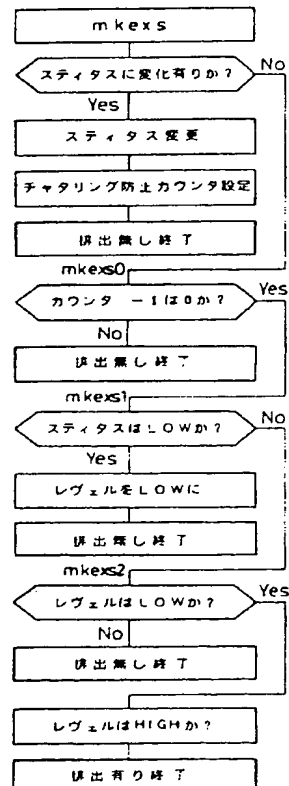 mkexs
スティタスに変化有りか?
No
Yes
スティタス変更
チャタリング防止カウンタ設定
排出無し終了
mkexs0
カウンター-1は0か?
Yes
No
排出無し終了
mkexs1
スティタスはLOWか?
No
Yes
レヴェルをLOWに
排出無し終了
mkexs2
レヴェルはLOWか?
Yes
No
排出無し終了
レヴェルはHIGHか?
排出有り終了